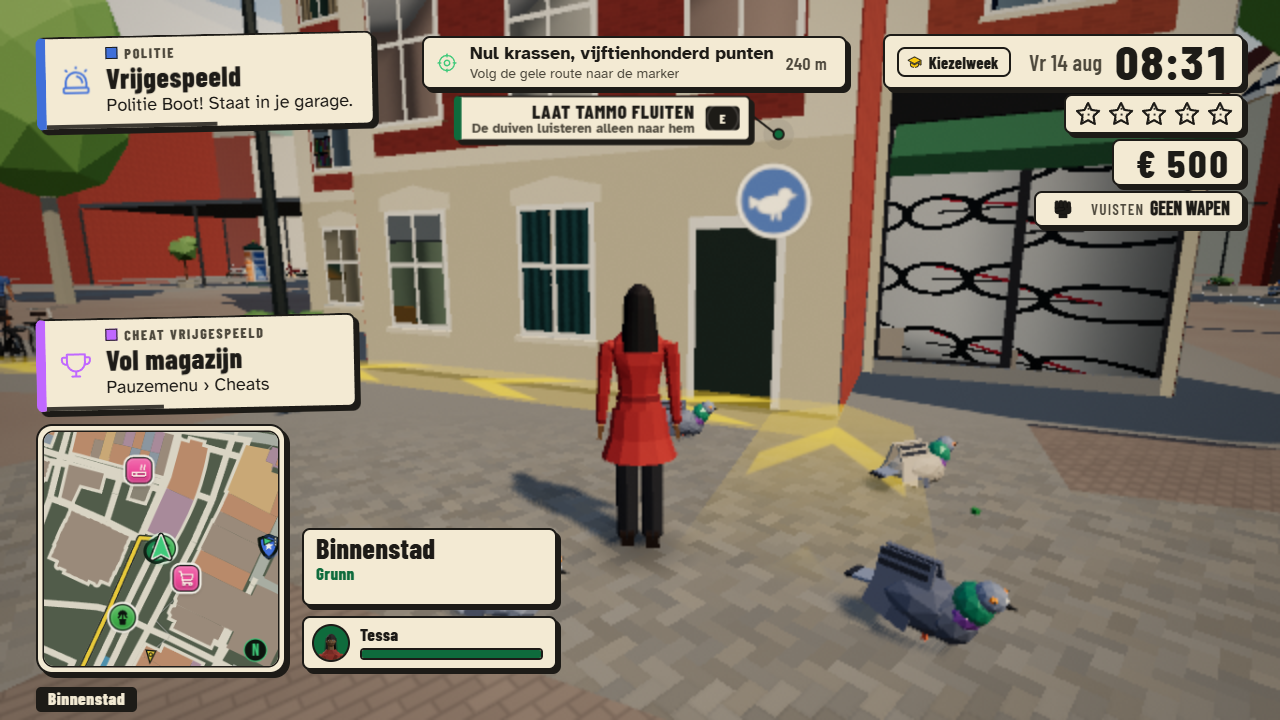 POLITIE
Vrijgespeeld
Politie Boot! Staat in je garage.
Nul krassen, vijftienhonderd punten
Volg de gele route naar de marker
240 m
LAAT TAMMO FLUITEN
De duiven luisteren alleen naar hem
E
Kiezelweek
Vr 14 aug
08:31
€ 500
VUISTEN GEEN WAPEN
CHEAT VRIJGESPEELD
Vol magazijn
Pauzemenu › Cheats
N
Binnenstad
Grunn
Tessa
Binnenstad